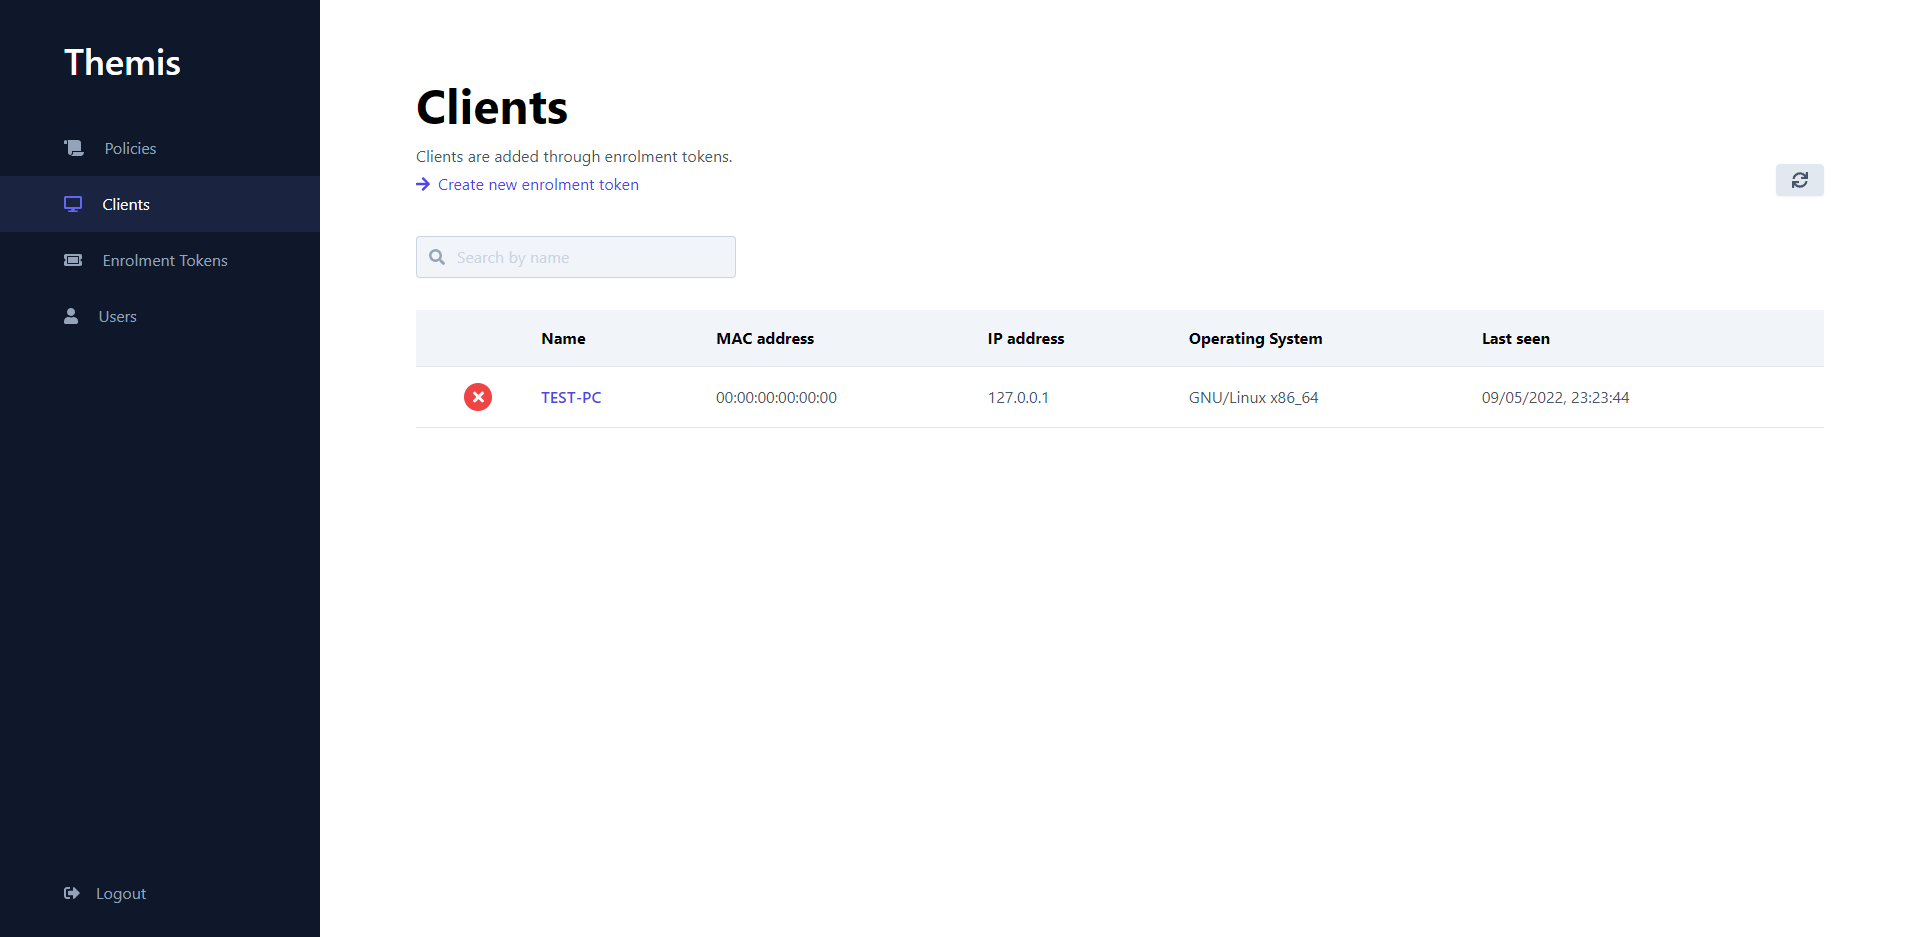 Themis
Policies
Clients
Enrolment Tokens
Users
Logout
Clients
Clients are added through enrolment tokens.
Create new enrolment token
Search by name
Name MAC address IP address Operating System Last seen
TEST-PC 00:00:00:00:00:00 127.0.0.1 GNU/Linux x86_64 09/05/2022, 23:23:44